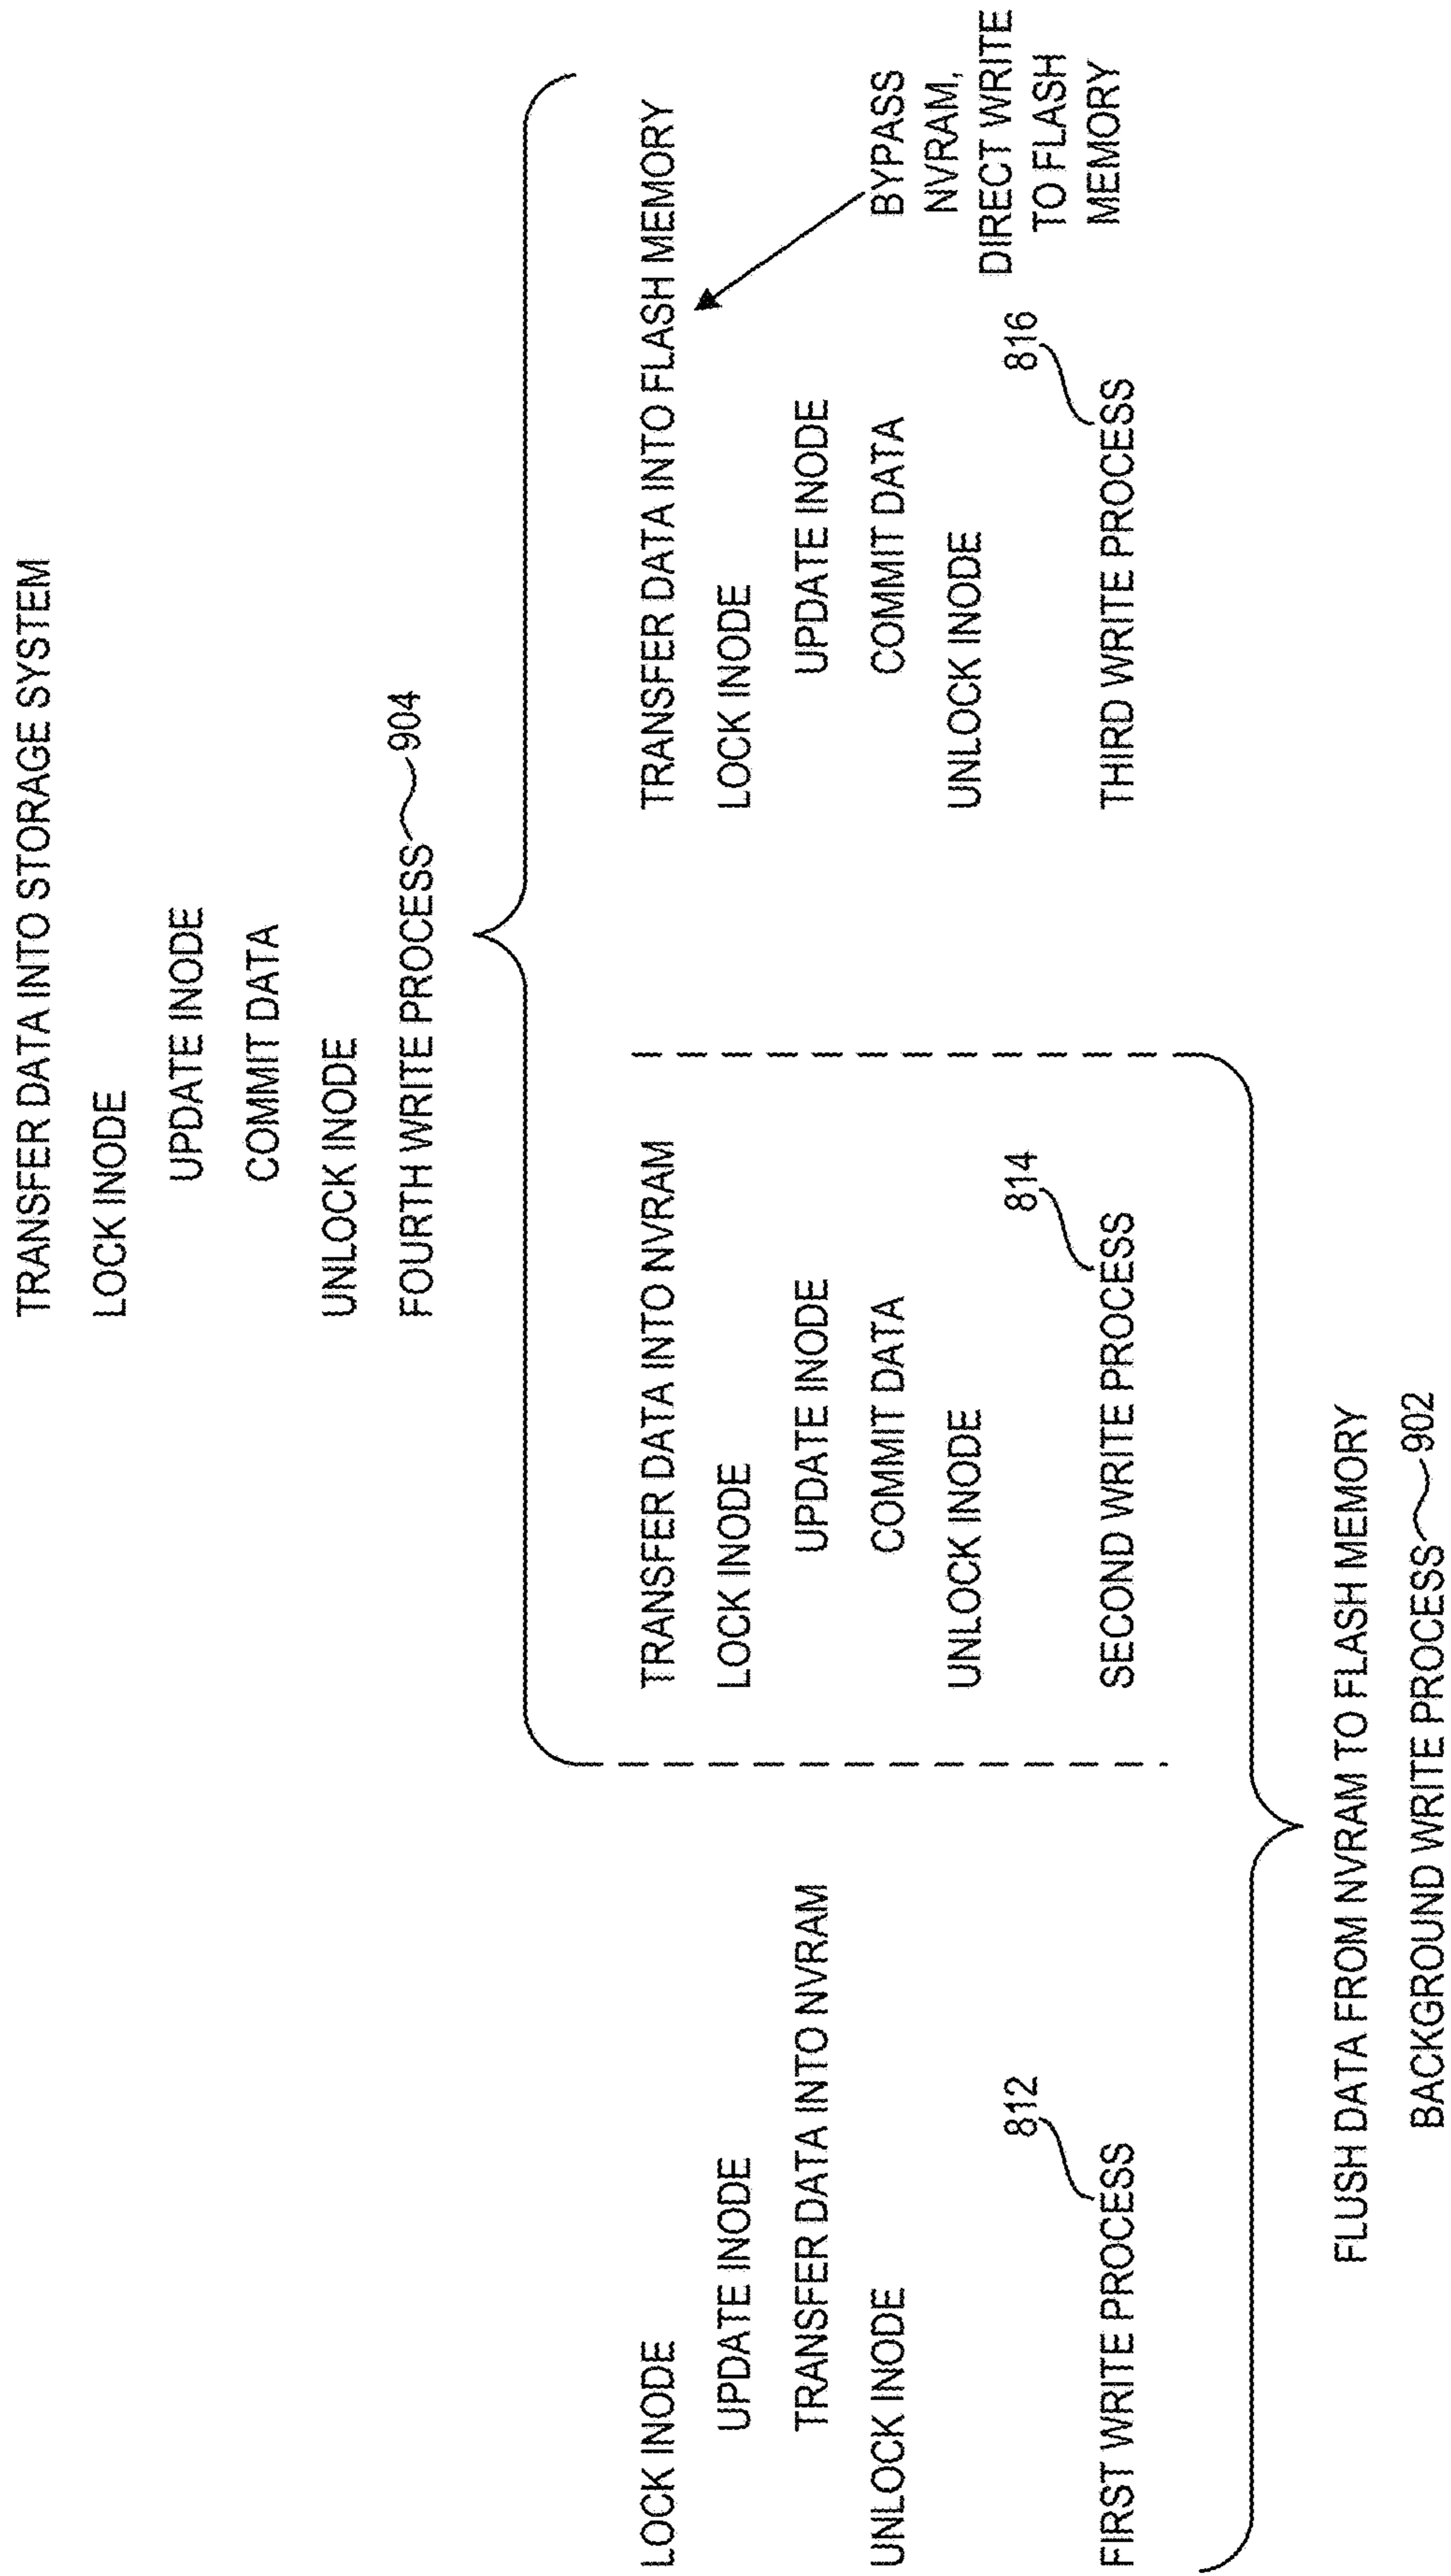 TRANSFER DATA INTO STORAGE SYSTEM
LOCK INODE
UPDATE INODE
COMMIT DATA
UNLOCK INODE
FOURTH WRITE PROCESS 904
LOCK INODE
UPDATE INODE
TRANSFER DATA INTO NVRAM
UNLOCK INODE
812
FIRST WRITE PROCESS
TRANSFER DATA INTO NVRAM
LOCK INODE
UPDATE INODE
COMMIT DATA
UNLOCK INODE
814
SECOND WRITE PROCESS
TRANSFER DATA INTO FLASH MEMORY
LOCK INODE
UPDATE INODE
COMMIT DATA
UNLOCK INODE
816
THIRD WRITE PROCESS
BYPASS
NVRAM,
DIRECT WRITE
TO FLASH
MEMORY
FLUSH DATA FROM NVRAM TO FLASH MEMORY
BACKGROUND WRITE PROCESS 902